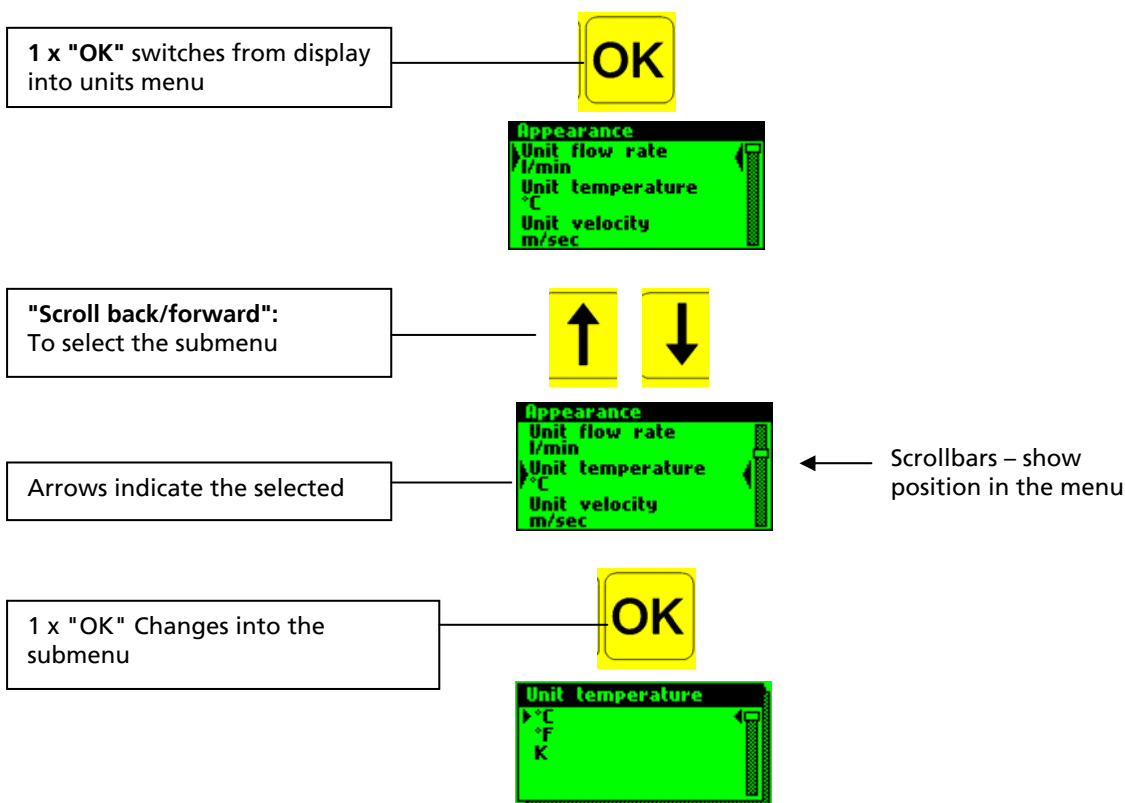 1 x "OK" switches from display
into units menu
OK
Appearance
Unit flow rate
l/min
Unit temperature
°C
Unit velocity
m/sec
"Scroll back/forward":
To select the submenu
Appearance
Unit flow rate
l/min
Unit temperature
°C
Unit velocity
m/sec
Arrows indicate the selected
Scrollbars – show
position in the menu
1 x "OK" Changes into the
submenu
OK
Unit temperature
°C
°F
K